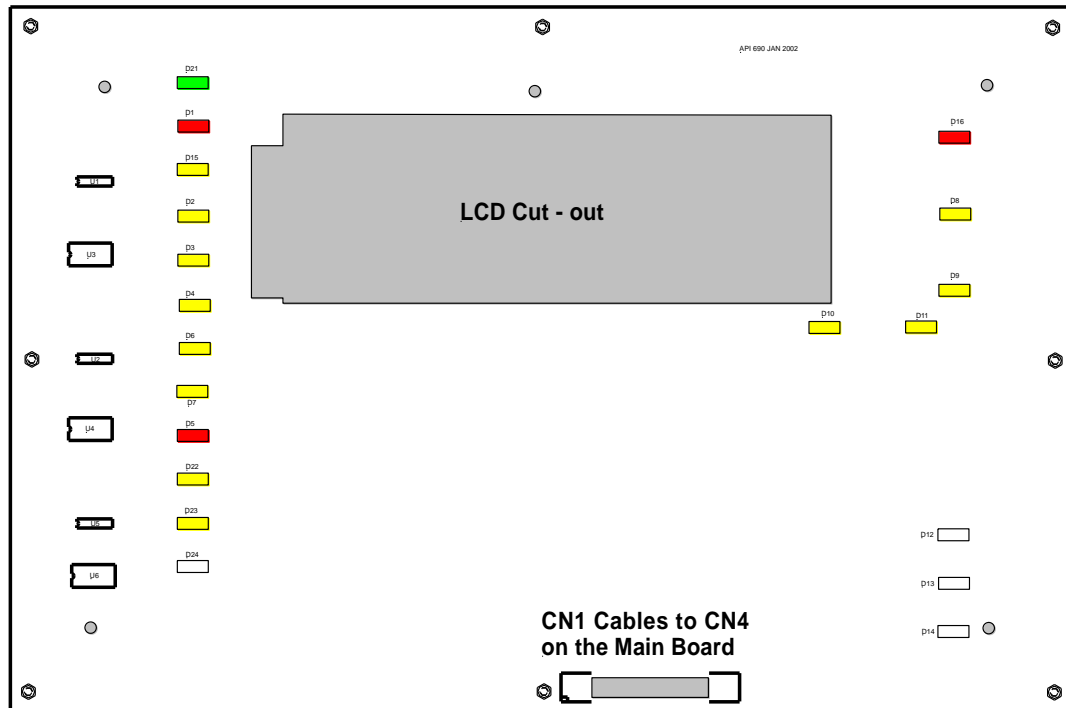 API 690 JAN 2002
D21
D1
D16
D15
U1
D2
D8
LCD Cut - out
D3
U3
D9
D4
D10
D11
D6
U2
D7
D5
U4
D22
D23
U5
D12
D24
U6
D13
CN1 Cables to CN4
on the Main Board
D14